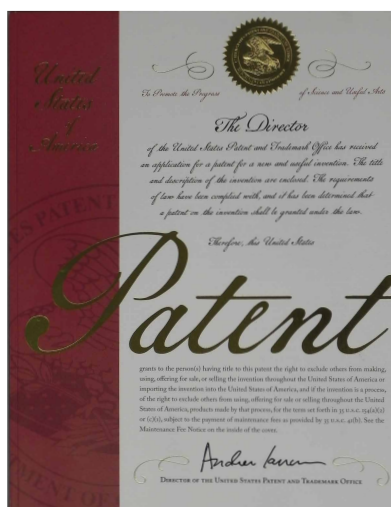 United
States
of
America
To Promote the Progress of Science and Useful Arts
The Director
of the United States Patent and Trademark Office has received
an application for a patent for a new and useful invention. The title
and description of the invention are enclosed. The requirements
of law have been complied with, and it has been determined that
a patent on the invention shall be granted under the law.
Therefore, this United States
Patent
grants to the person(s) having title to this patent the right to exclude others from making,
using, offering for sale, or selling the invention throughout the United States of America or
importing the invention into the United States of America, and if the invention is a process,
of the right to exclude others from using, offering for sale or selling throughout the United
States of America, products made by that process, for the term set forth in 35 U.S.C. 154(a)(2)
or (c)(1), subject to the payment of maintenance fees as provided by 35 U.S.C. 41(b). See the
Maintenance Fee Notice on the inside of the cover.
Director of the United States Patent and Trademark Office